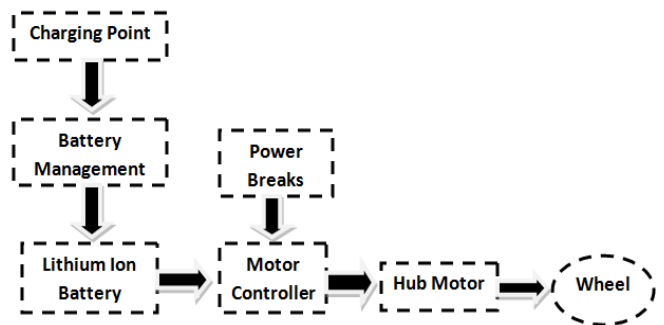 Charging Point
Battery
Management
Power
Breaks
Lithium Ion
Battery
Motor
Controller
Hub Motor
Wheel